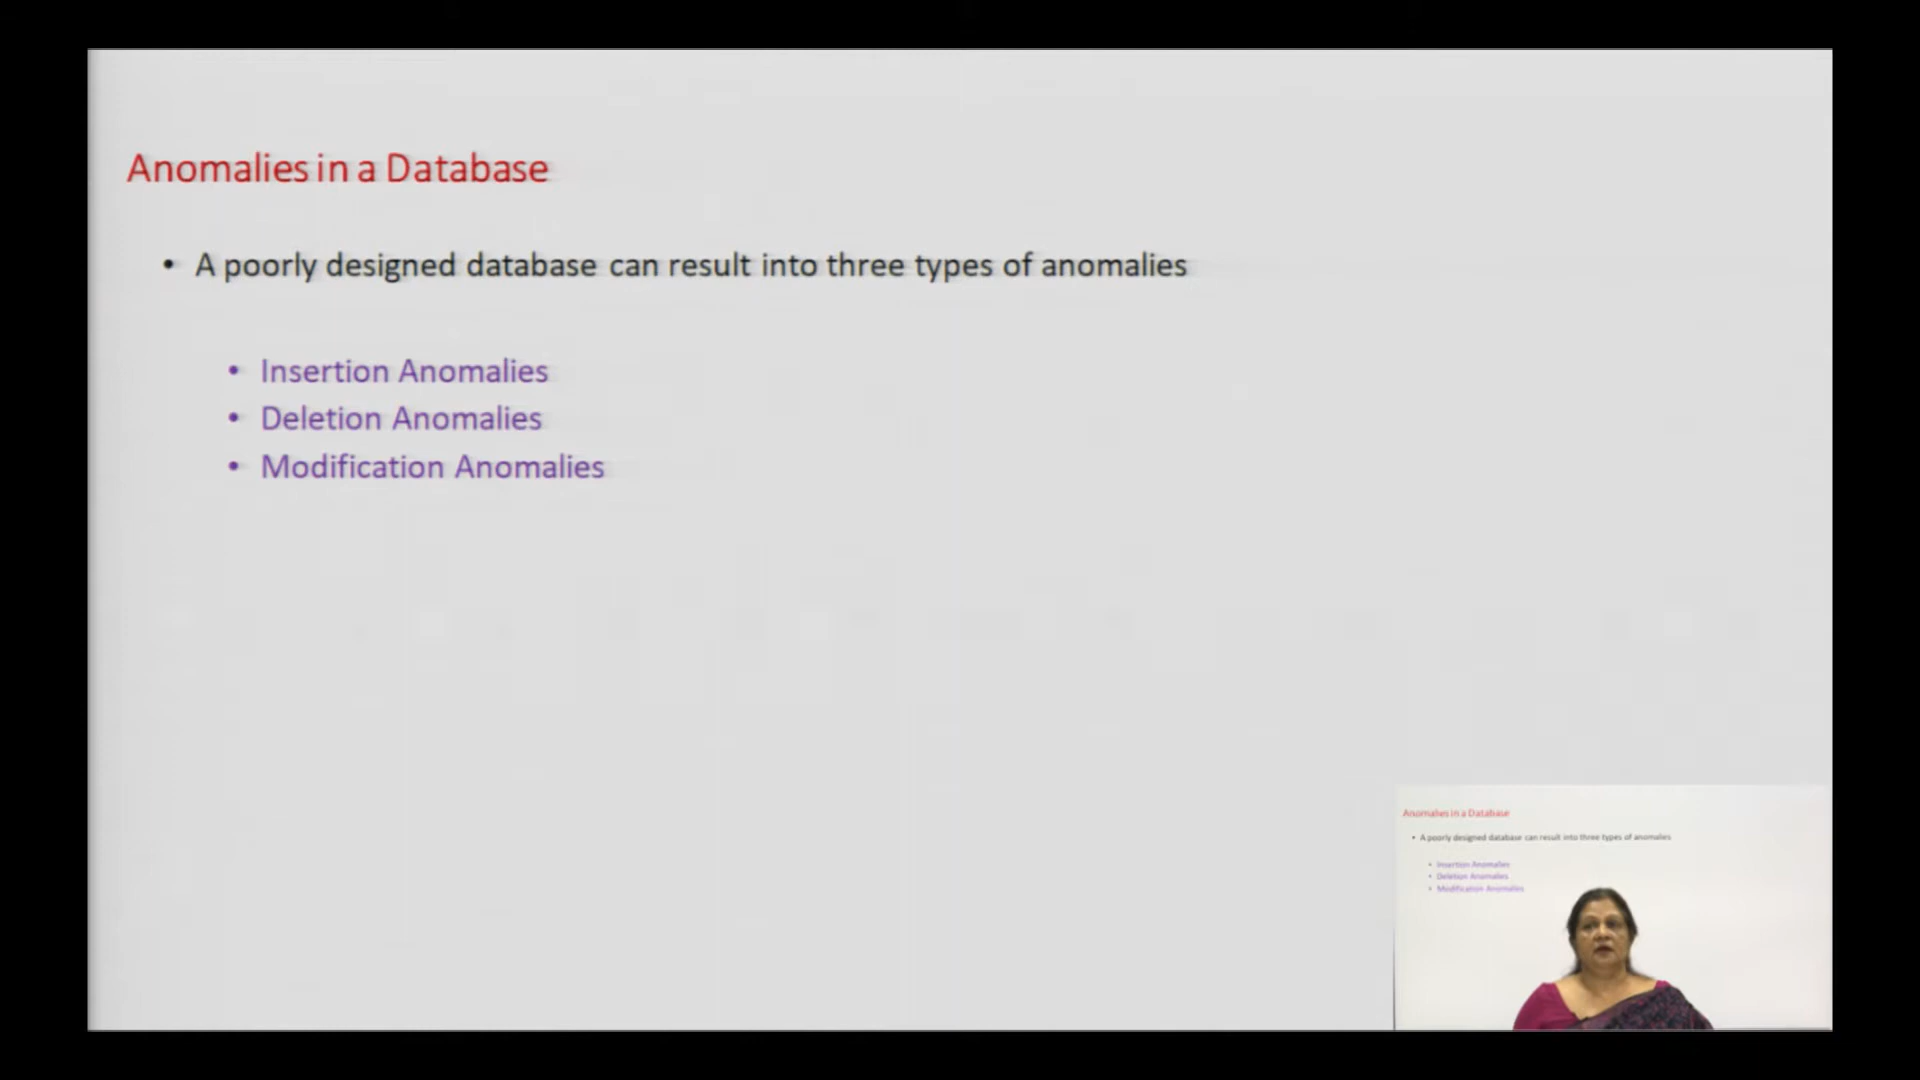 Anomalies in a Database
• A poorly designed database can result into three types of anomalies
• Insertion Anomalies
• Deletion Anomalies
• Modification Anomalies
Anomalies in a Database
• A poorly designed database can result into three types of anomalies
• Insertion Anomalies
• Deletion Anomalies
• Modification Anomalies